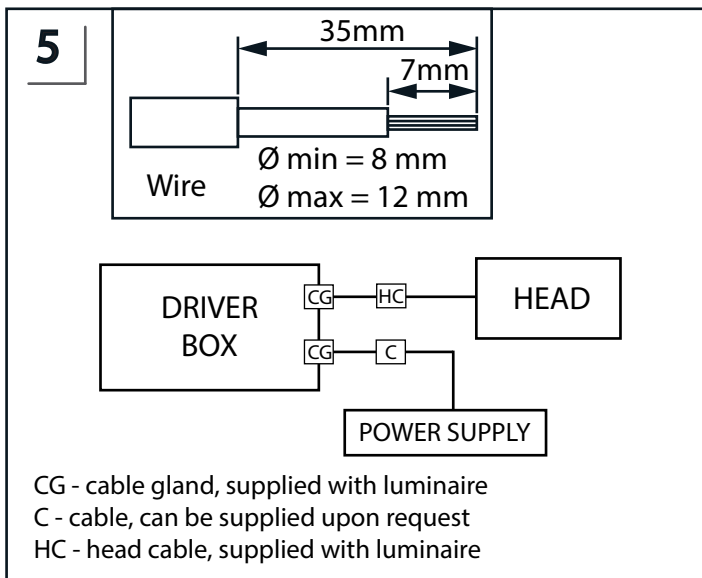 5
35mm
7mm
Wire
Ø min = 8 mm
Ø max = 12 mm
DRIVER
BOX
CG
HC
HEAD
CG
C
POWER SUPPLY
CG - cable gland, supplied with luminaire
C - cable, can be supplied upon request
HC - head cable, supplied with luminaire